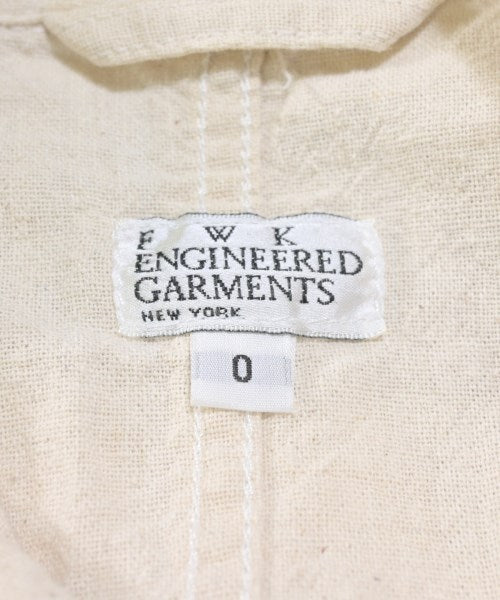 F W K
ENGINEERED
GARMENTS
NEW YORK
0